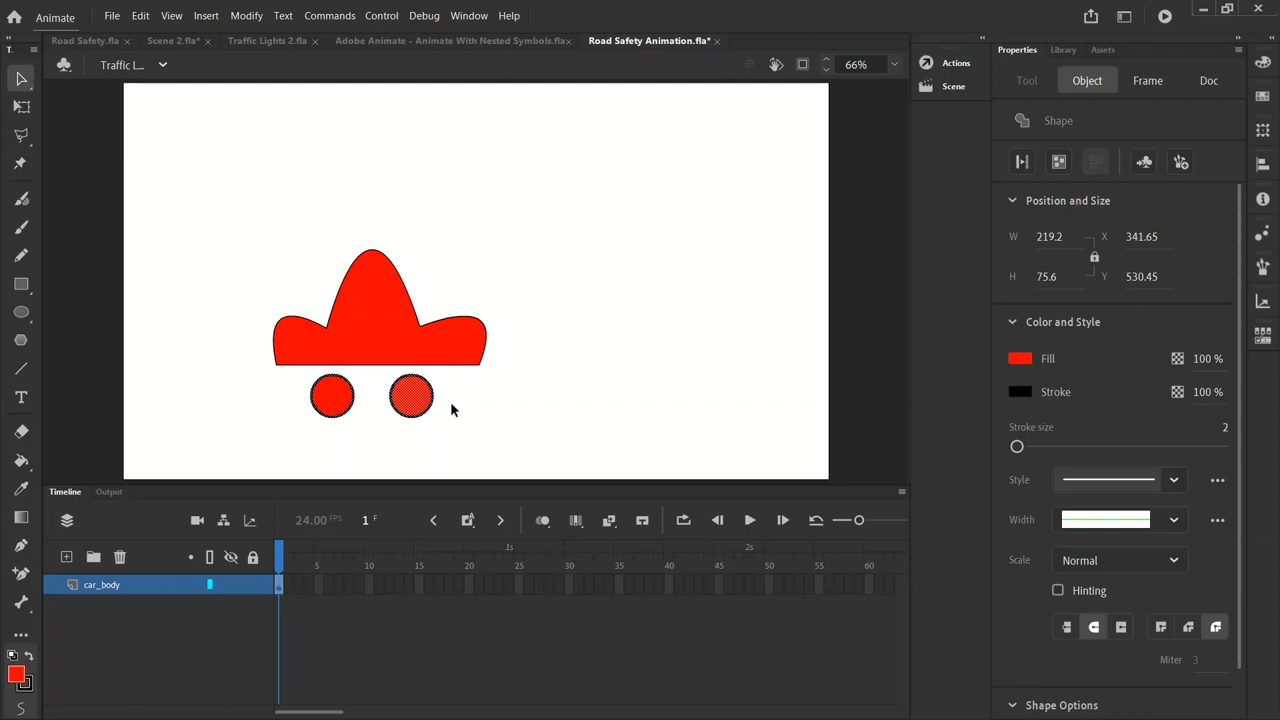 Animate File Edit View Insert Modify Text Commands Control Debug Window Help
Road Safety.fla Scene 2.fla* Traffic Lights 2.fla Adobe Animate - Animate With Nested Symbols.fla* Road Safety Animation.fla*
Traffic L... 66%
Actions
Scene
T.
Properties Library Assets
Tool Object Frame Doc
Shape
Position and Size
W 219.2 X 341.65
H 75.6 Y 530.45
Color and Style
Fill 100 %
Stroke 100 %
Stroke size 2
Style
Width
Scale Normal
Hinting
Miter 3
Shape Options
Timeline Output
24.00 FPS 1 F
1s 2s
5 10 15 20 25 30 35 40 45 50 55 60
car_body